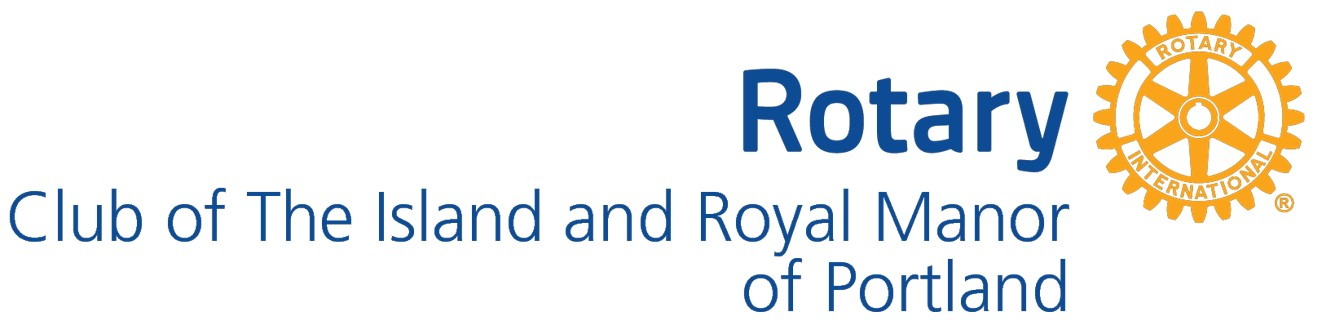 Rotary
Club of The Island and Royal Manor
of Portland
ROTARY
INTERNATIONAL
®